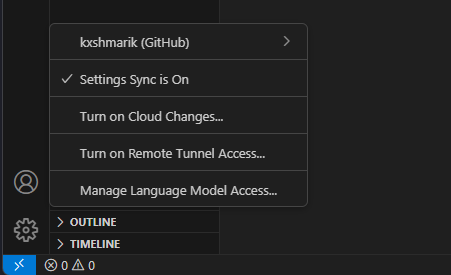 kxshmarik (GitHub)
Settings Sync is On
Turn on Cloud Changes...
Turn on Remote Tunnel Access...
Manage Language Model Access...
OUTLINE
TIMELINE
0 0